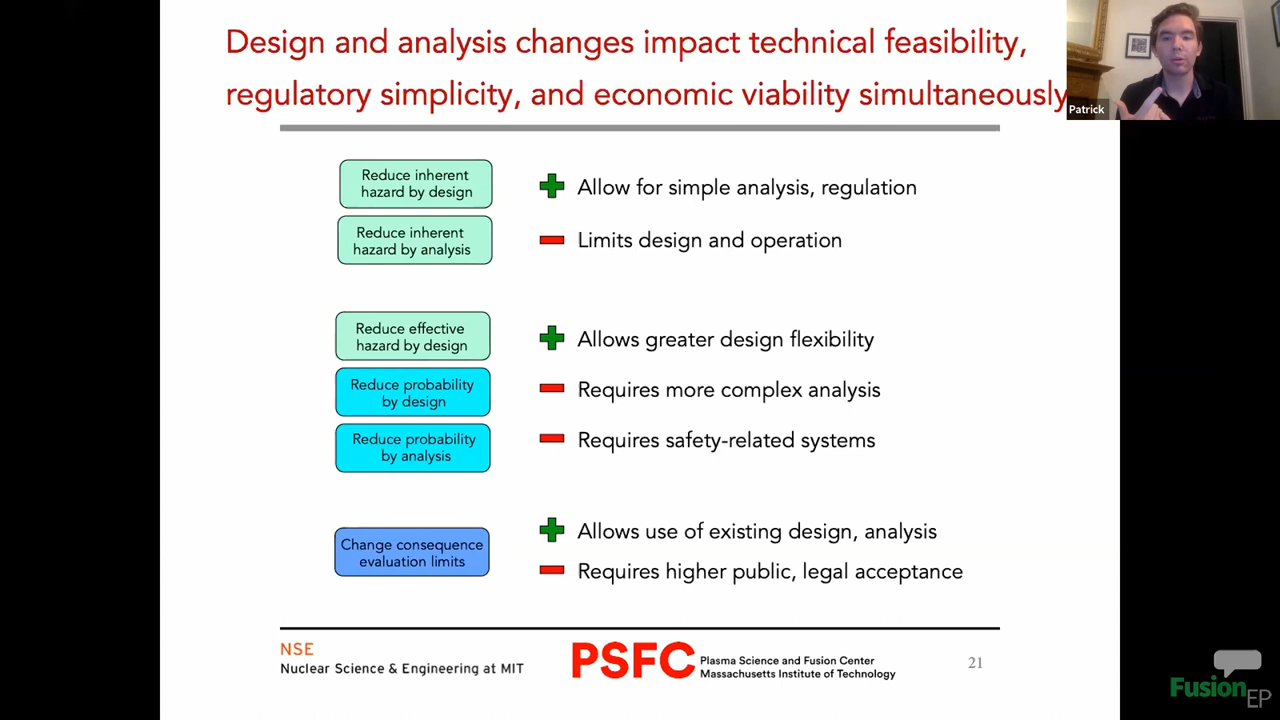 Design and analysis changes impact technical feasibility,
regulatory simplicity, and economic viability simultaneously
Patrick
Reduce inherent
hazard by design
Allow for simple analysis, regulation
Reduce inherent
hazard by analysis
Limits design and operation
Reduce effective
hazard by design
Allows greater design flexibility
Reduce probability
by design
Requires more complex analysis
Reduce probability
by analysis
Requires safety-related systems
Change consequence
evaluation limits
Allows use of existing design, analysis
Requires higher public, legal acceptance
NSE
Nuclear Science & Engineering at MIT
PSFC
Plasma Science and Fusion Center
Massachusetts Institute of Technology
21
Fusion
EP